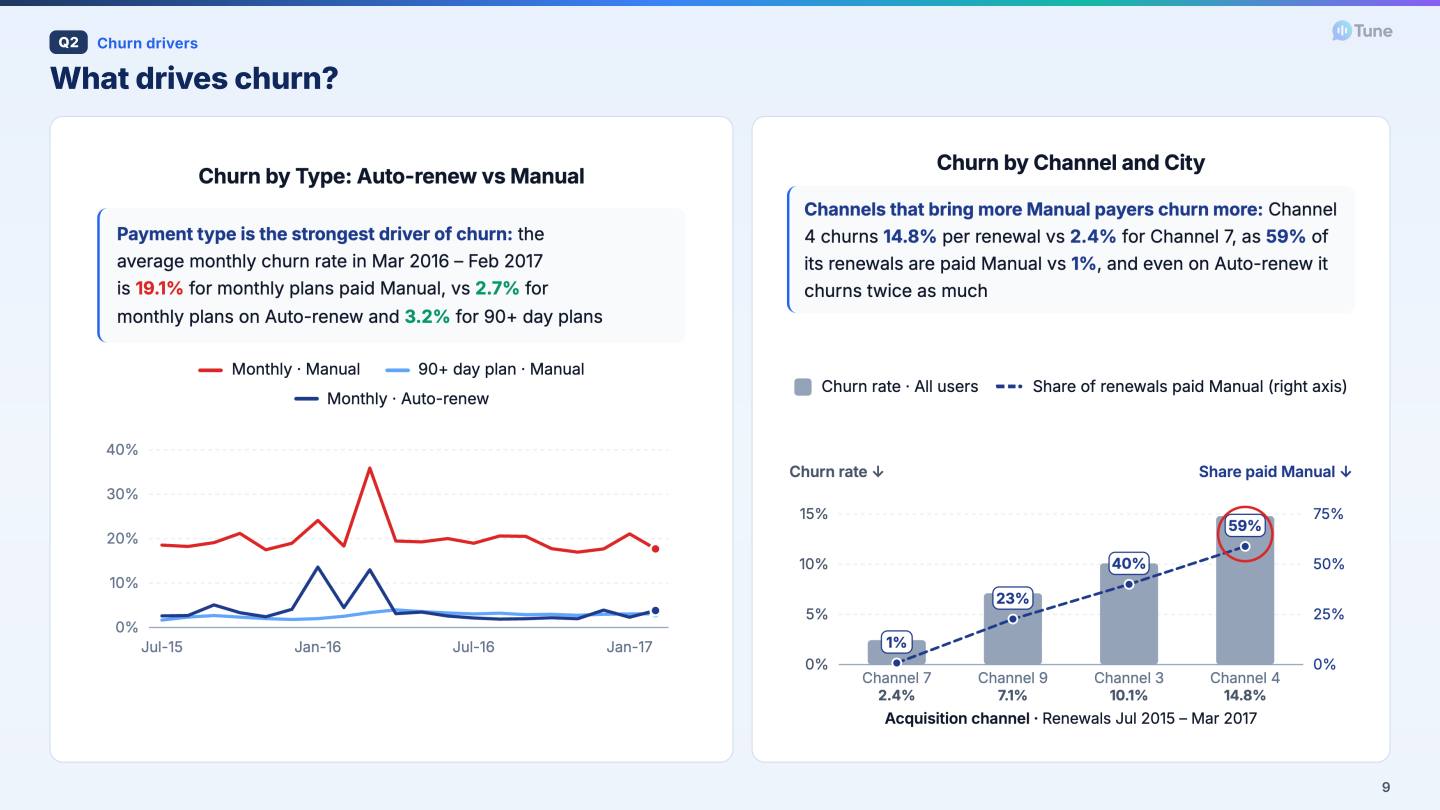 Q2 Churn drivers
Tune
What drives churn?
Churn by Type: Auto-renew vs Manual
Payment type is the strongest driver of churn: the
average monthly churn rate in Mar 2016 – Feb 2017
is 19.1% for monthly plans paid Manual, vs 2.7% for
monthly plans on Auto-renew and 3.2% for 90+ day plans
Monthly · Manual
90+ day plan · Manual
Monthly · Auto-renew
40%
30%
20%
10%
0%
Jul-15
Jan-16
Jul-16
Jan-17
Churn by Channel and City
Channels that bring more Manual payers churn more: Channel
4 churns 14.8% per renewal vs 2.4% for Channel 7, as 59% of
its renewals are paid Manual vs 1%, and even on Auto-renew it
churns twice as much
Churn rate · All users
Share of renewals paid Manual (right axis)
Churn rate ↓
Share paid Manual ↓
15%
10%
5%
0%
75%
50%
25%
0%
1%
23%
40%
59%
Channel 7
2.4%
Channel 9
7.1%
Channel 3
10.1%
Channel 4
14.8%
Acquisition channel · Renewals Jul 2015 – Mar 2017
9